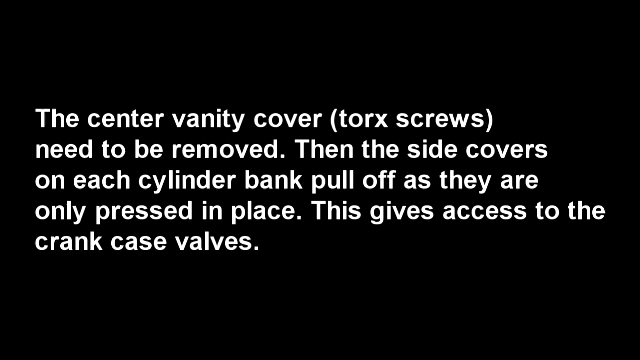 The center vanity cover (torx screws)
need to be removed. Then the side covers
on each cylinder bank pull off as they are
only pressed in place. This gives access to the
crank case valves.